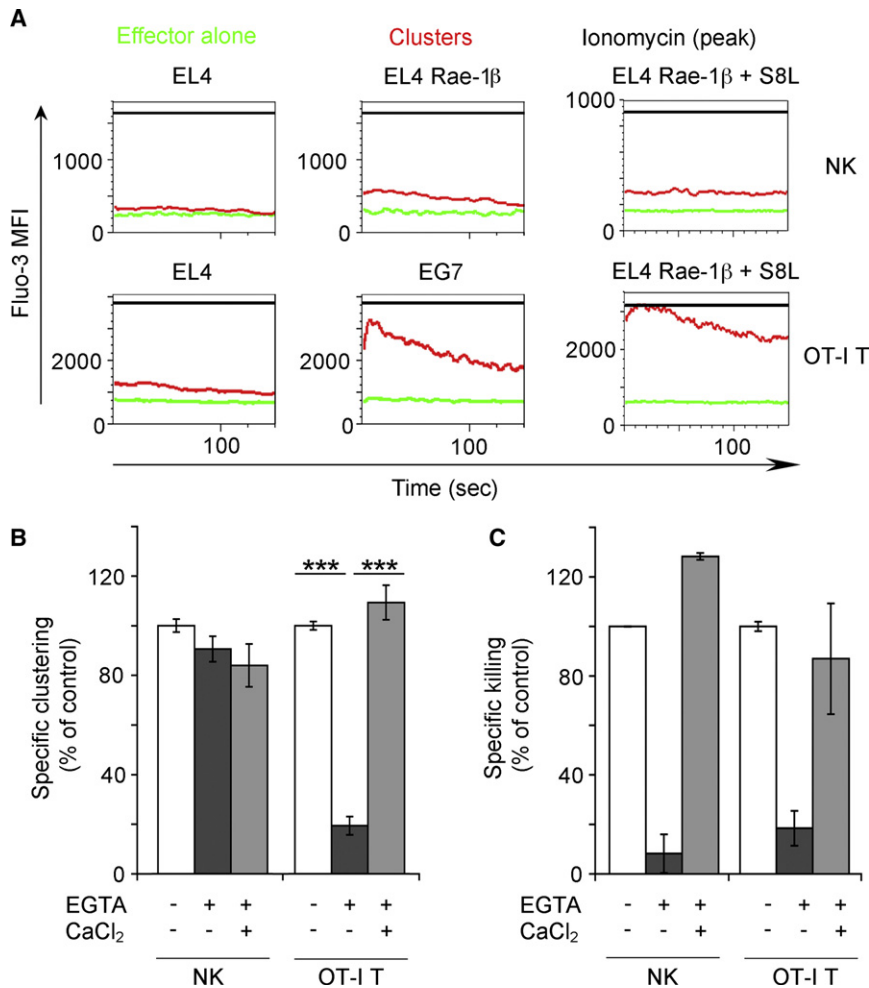 A
Effector alone Clusters Ionomycin (peak)
EL4 EL4 Rae-1β EL4 Rae-1β + S8L
1000 1000 1000
0 0 0
NK
Fluo-3 MFI
EL4 EG7 EL4 Rae-1β + S8L
2000 2000 2000
0 0 0
OT-I T
100 100 100
Time (sec)
B
Specific clustering
(% of control)
120
80
40
0
*** ***
EGTA - + + - + +
CaCl₂ - - + - - +
NK OT-I T
C
Specific killing
(% of control)
120
80
40
0
EGTA - + + - + +
CaCl₂ - - + - - +
NK OT-I T